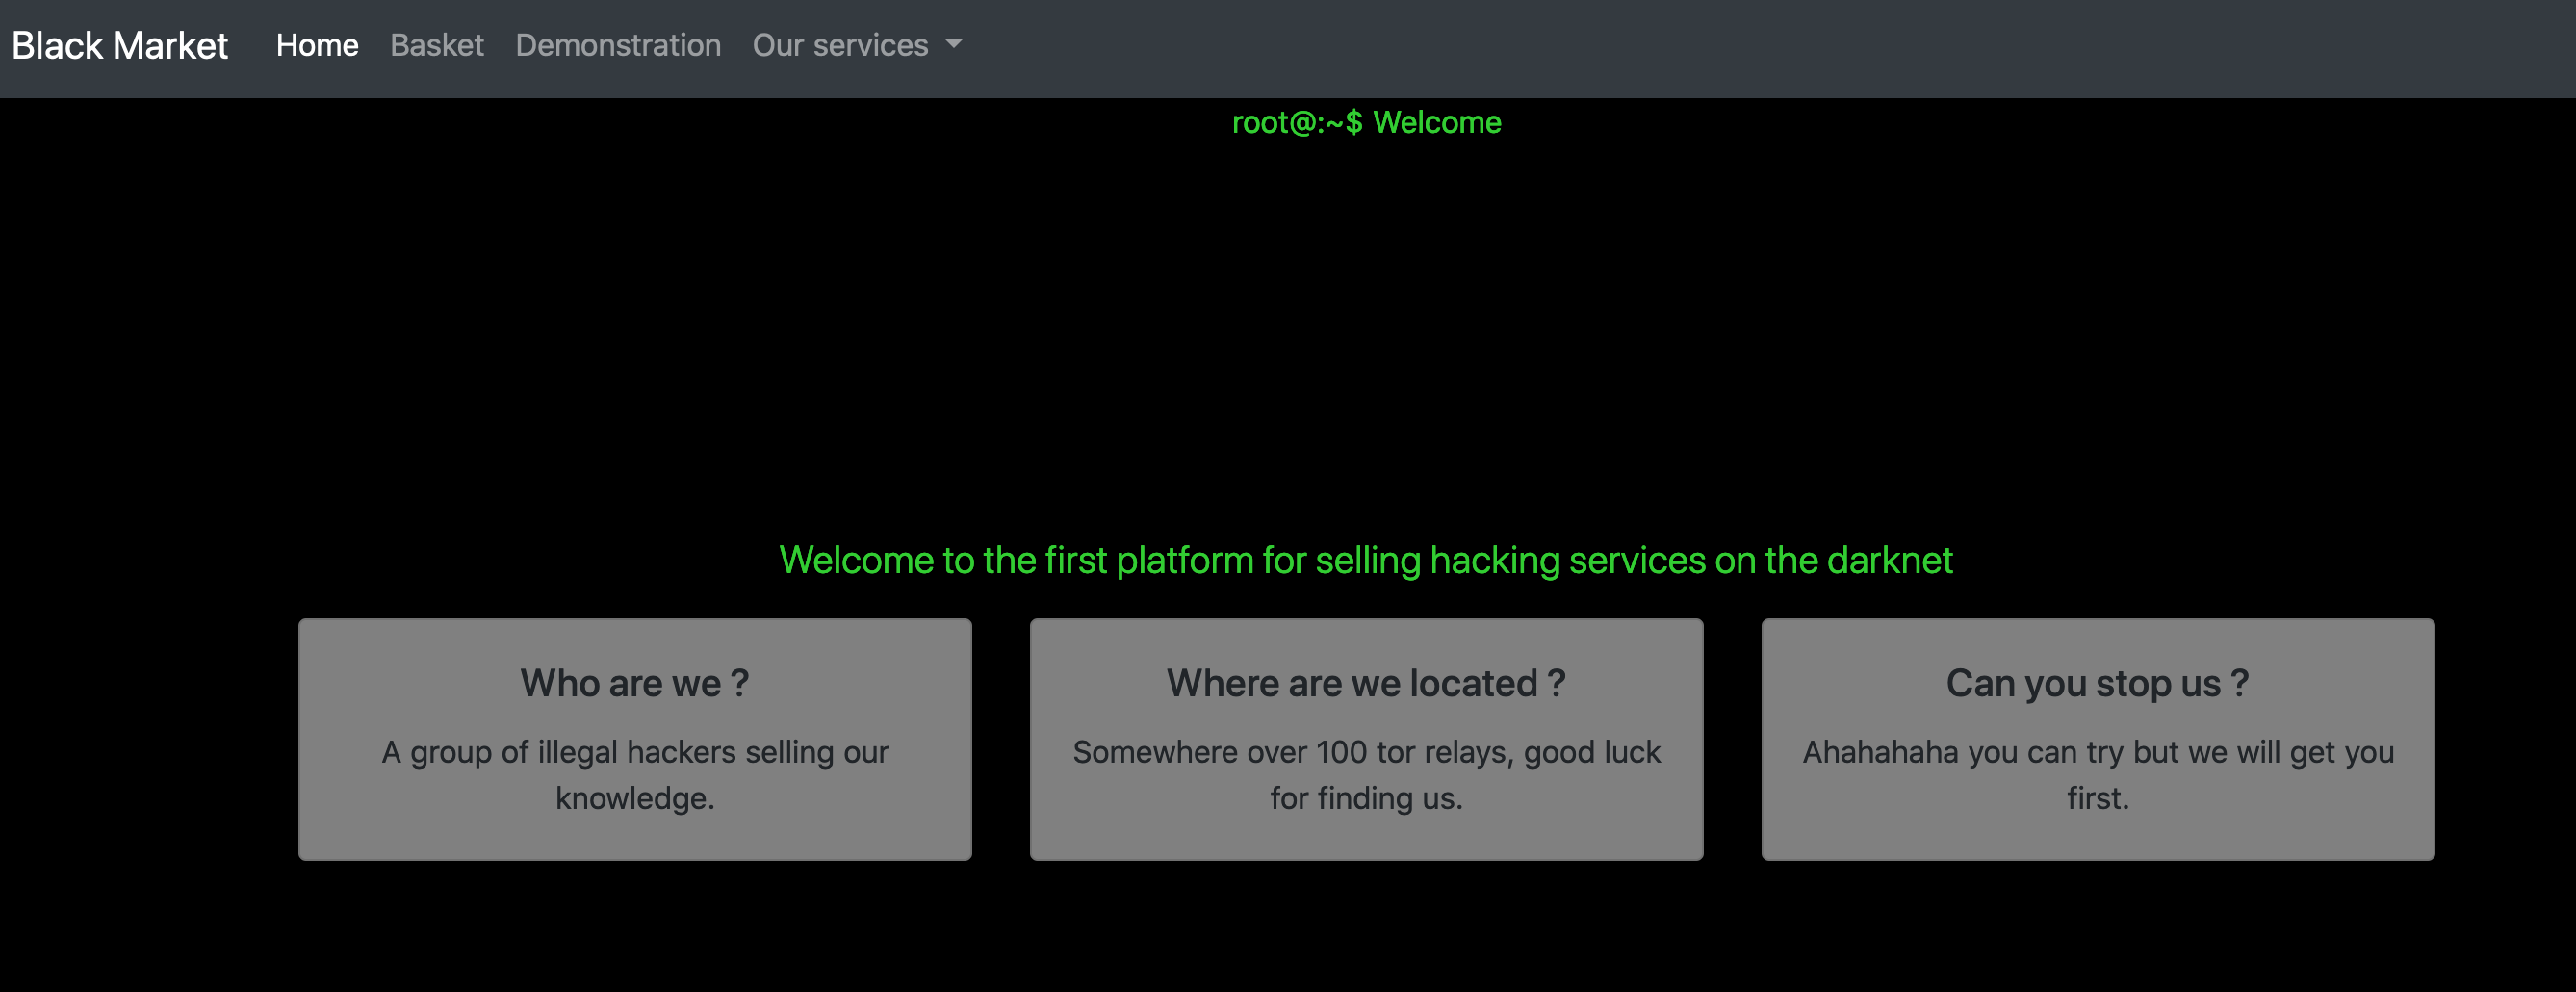 Black Market Home Basket Demonstration Our services
root@:~$ Welcome
Welcome to the first platform for selling hacking services on the darknet
Who are we ?
A group of illegal hackers selling our
knowledge.
Where are we located ?
Somewhere over 100 tor relays, good luck
for finding us.
Can you stop us ?
Ahahahaha you can try but we will get you
first.